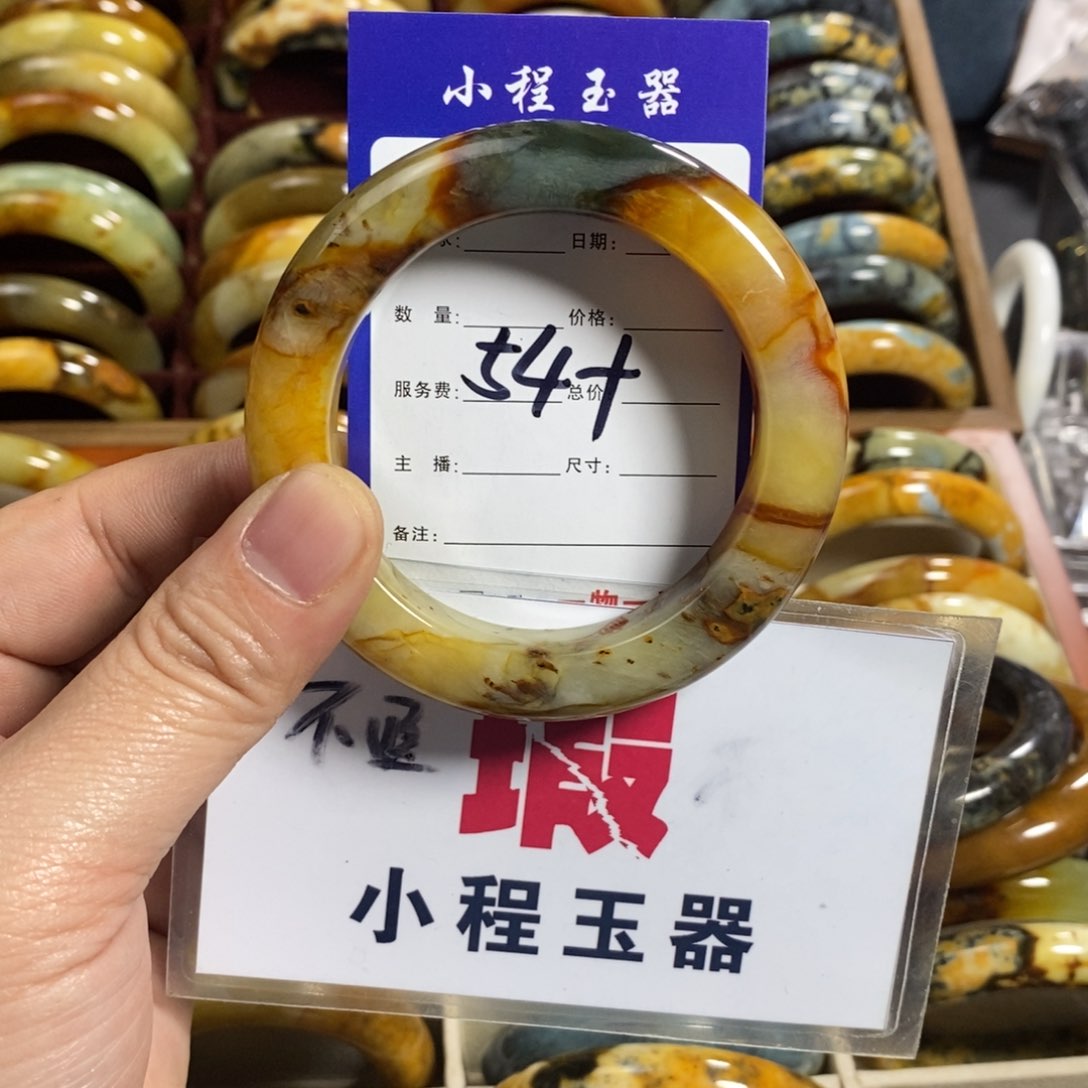 小程玉器
日期:
数 量: 价格:
54+
服务费: 总价
主 播: 尺寸:
备注:
不退
瑕
小程玉器